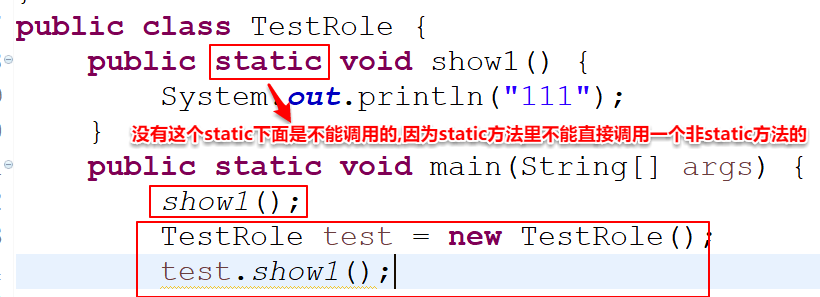 public class TestRole {
public static void show1() {
System.out.println("111");
}
没有这个static下面是不能调用的,因为static方法里不能直接调用一个非static方法的
public static void main(String[] args) {
show1();
TestRole test = new TestRole();
test.show1();